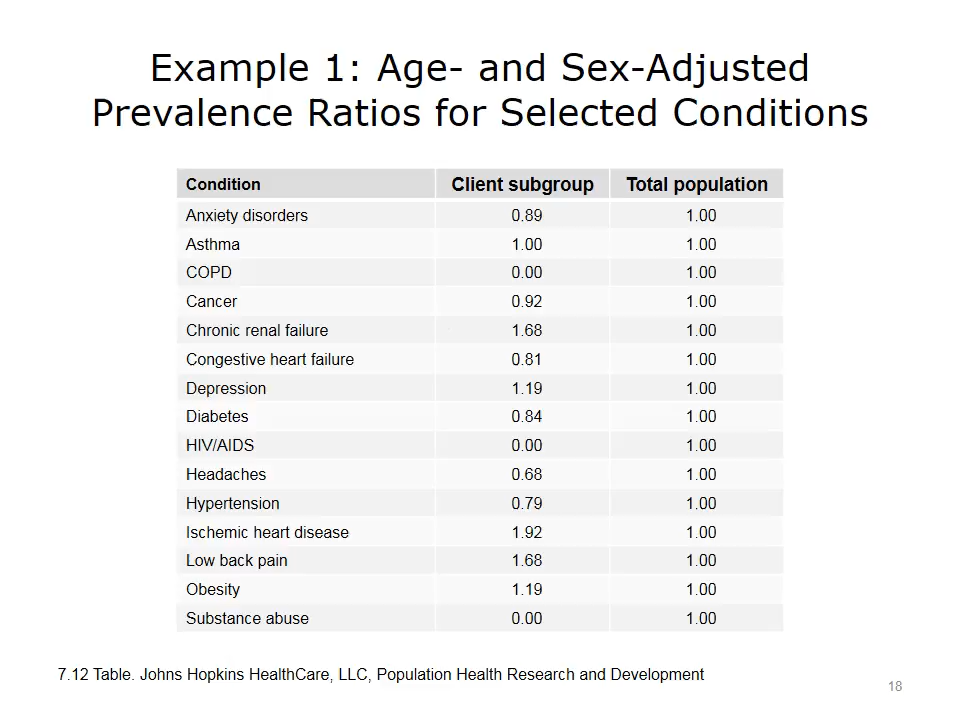 Example 1: Age- and Sex-Adjusted
Prevalence Ratios for Selected Conditions
Condition Client subgroup Total population
Anxiety disorders 0.89 1.00
Asthma 1.00 1.00
COPD 0.00 1.00
Cancer 0.92 1.00
Chronic renal failure 1.68 1.00
Congestive heart failure 0.81 1.00
Depression 1.19 1.00
Diabetes 0.84 1.00
HIV/AIDS 0.00 1.00
Headaches 0.68 1.00
Hypertension 0.79 1.00
Ischemic heart disease 1.92 1.00
Low back pain 1.68 1.00
Obesity 1.19 1.00
Substance abuse 0.00 1.00
7.12 Table. Johns Hopkins HealthCare, LLC, Population Health Research and Development
18